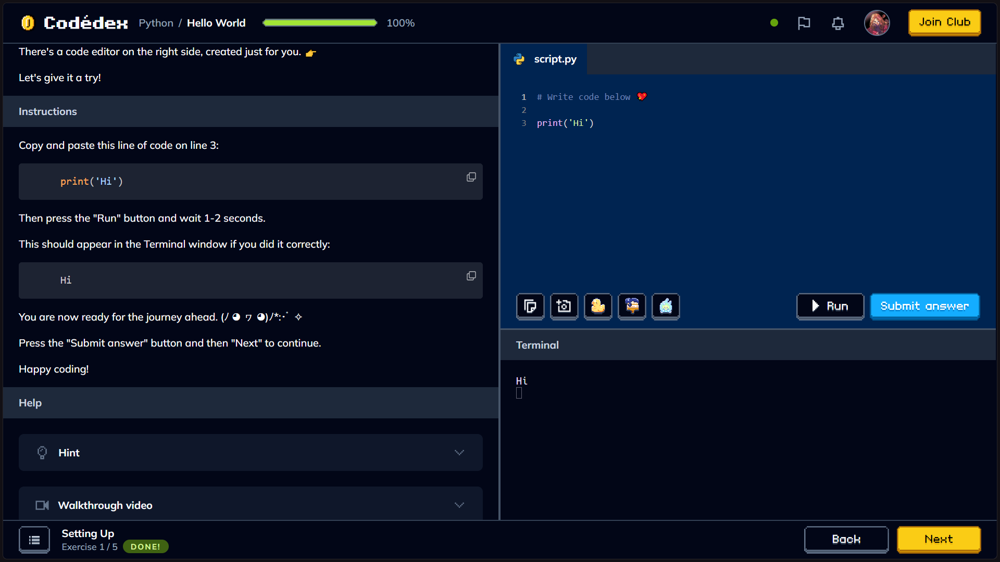 Codédex
Python / Hello World
100%
Join Club
There's a code editor on the right side, created just for you. 👉
Let's give it a try!
Instructions
Copy and paste this line of code on line 3:
print('Hi')
Then press the "Run" button and wait 1-2 seconds.
This should appear in the Terminal window if you did it correctly:
Hi
You are now ready for the journey ahead. (ﾉ◕ヮ◕)ﾉ*:･ﾟ✧
Press the "Submit answer" button and then "Next" to continue.
Happy coding!
Help
Hint
Walkthrough video
script.py
1 # Write code below 💖
2
3 print('Hi')
Run
Submit answer
Terminal
Hi
Setting Up
Exercise 1 / 5 DONE!
Back
Next